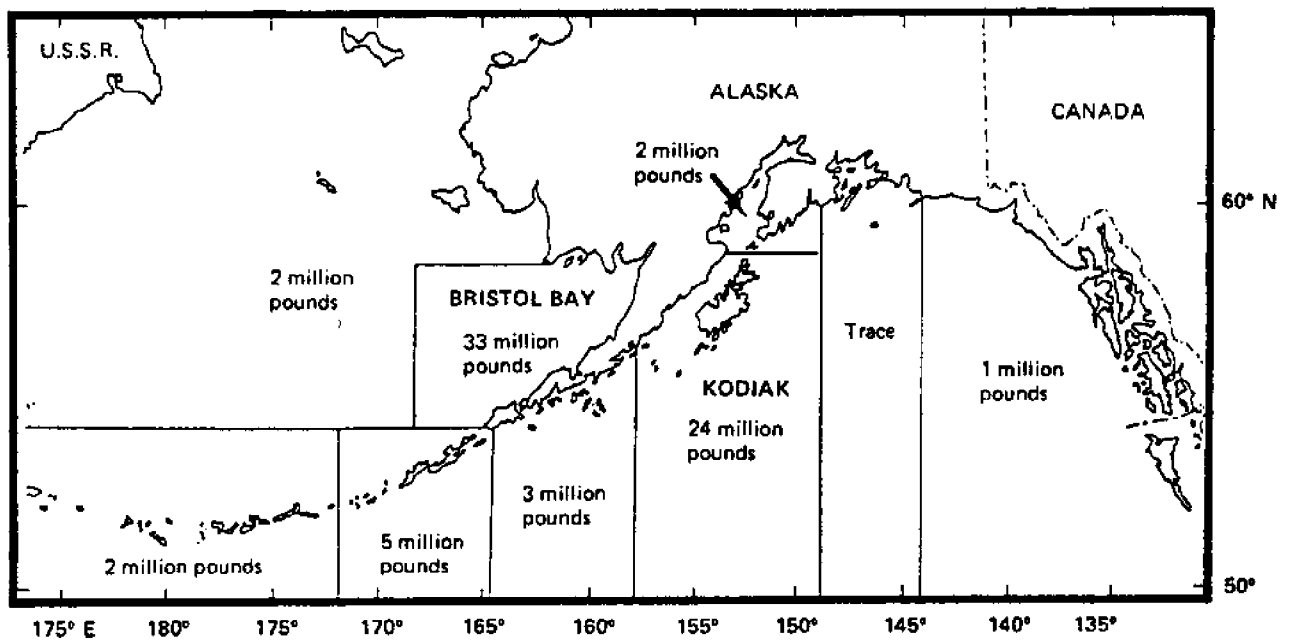 U.S.S.R.
ALASKA
CANADA
2 million
pounds
60° N
2 million
pounds
BRISTOL BAY
33 million
pounds
Trace
KODIAK
24 million
pounds
1 million
pounds
3 million
pounds
5 million
pounds
2 million pounds
50°
175° E
180°
175°
170°
165°
160°
155°
150°
145°
140°
135°